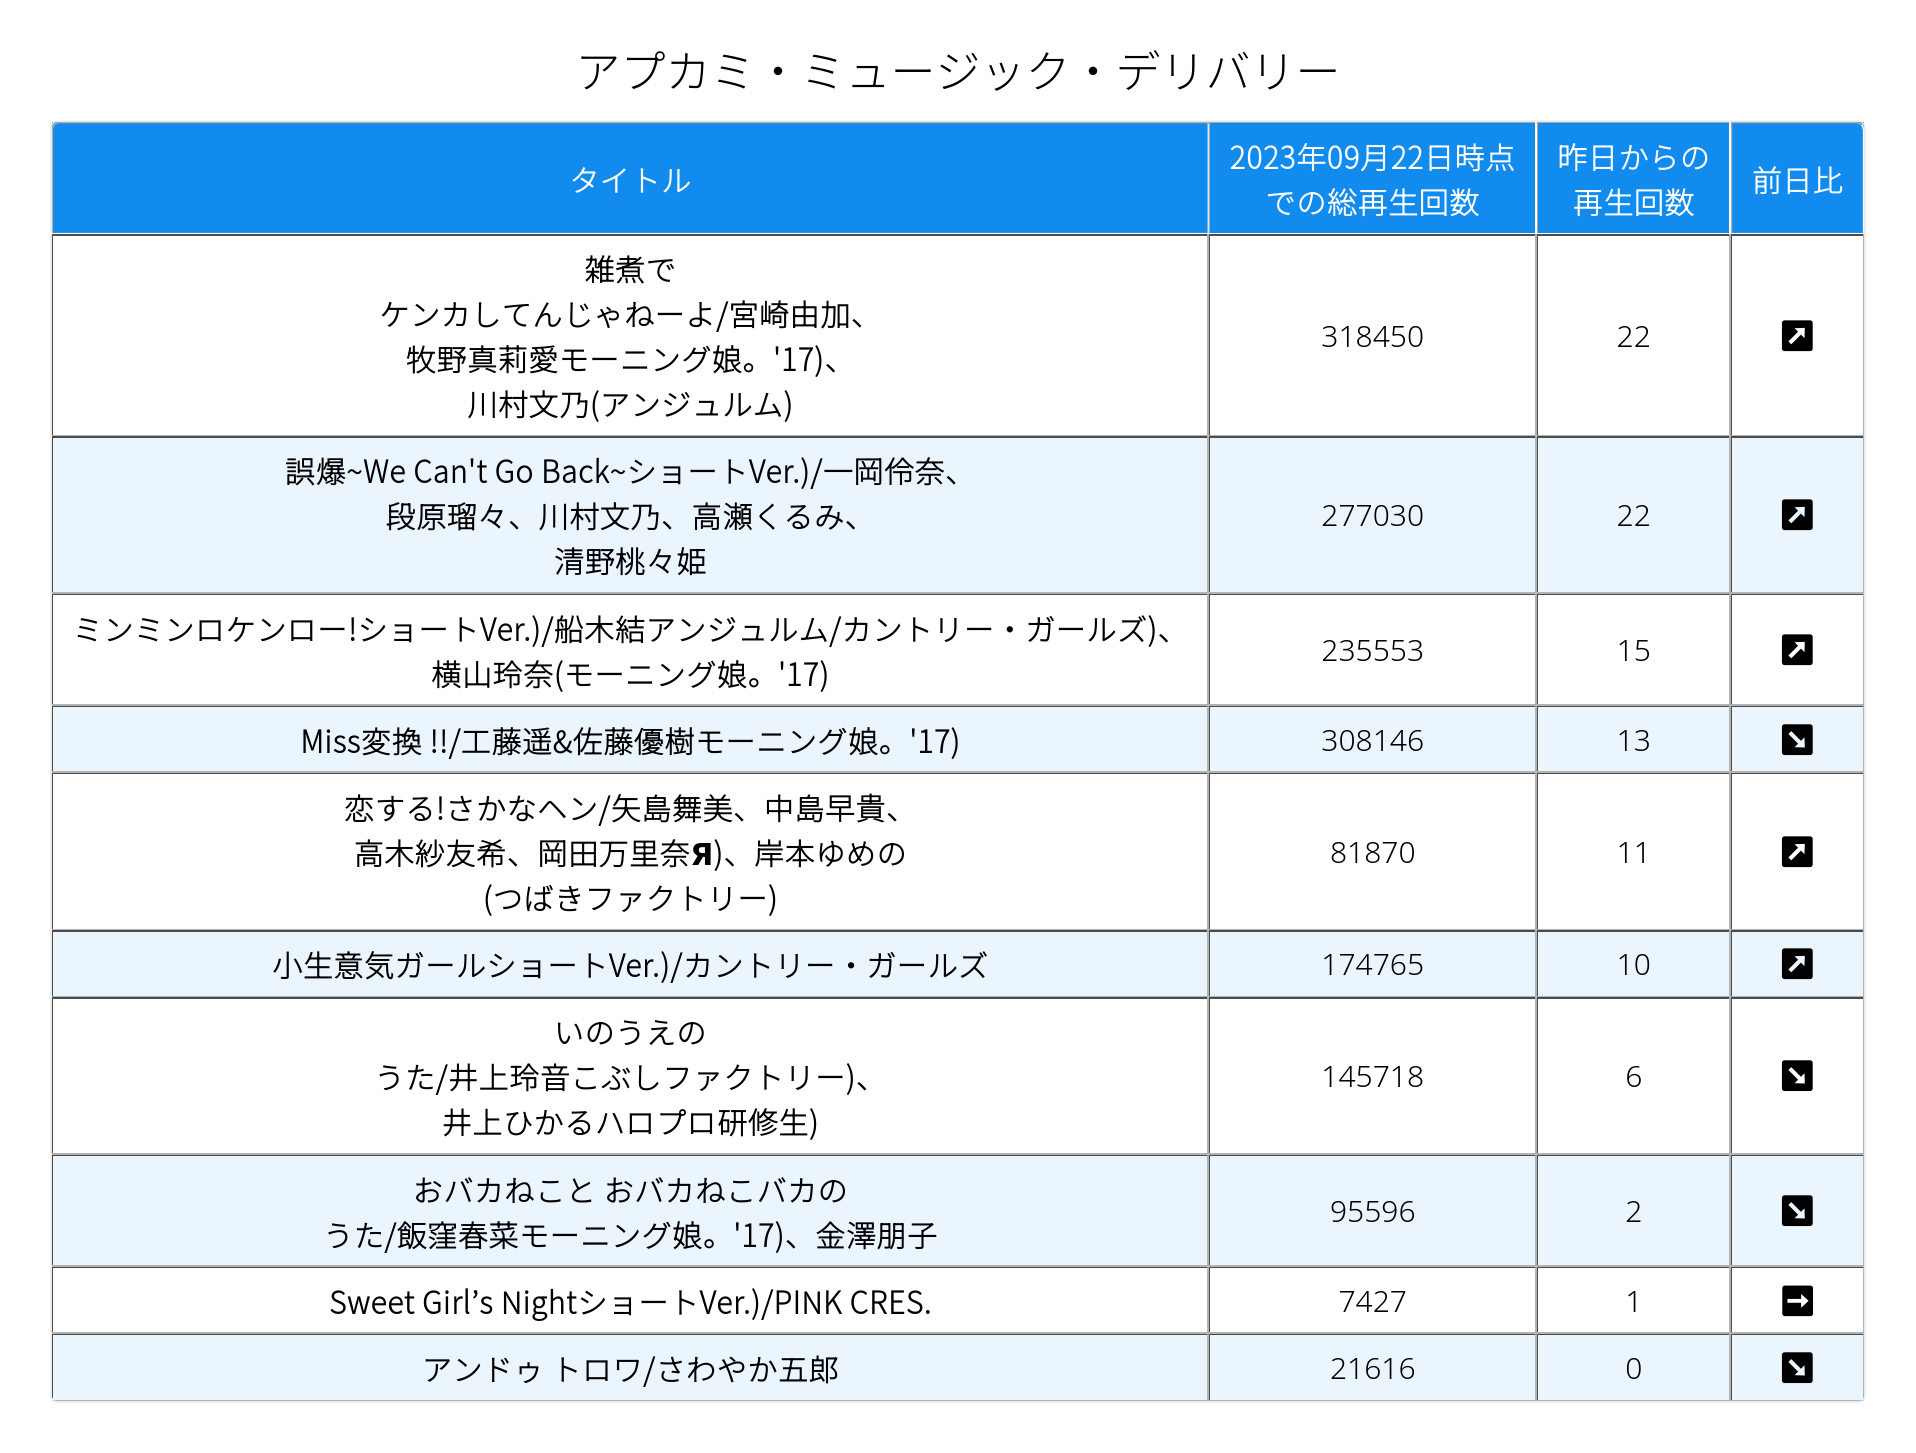 アプカミ・ミュージック・デリバリー
タイトル
2023年09月22日時点
での総再生回数
昨日からの
再生回数
前日比
雑煮で
ケンカしてんじゃねーよ/宮崎由加、
牧野真莉愛モーニング娘。'17)、
川村文乃(アンジュルム)
318450
22
誤爆~We Can't Go Back~ショートVer.)/一岡伶奈、
段原瑠々、川村文乃、高瀬くるみ、
清野桃々姫
277030
22
ミンミンロケンロー!ショートVer.)/船木結アンジュルム/カントリー・ガールズ)、
横山玲奈(モーニング娘。'17)
235553
15
Miss変換 !!/工藤遥&佐藤優樹モーニング娘。'17)
308146
13
恋する!さかなヘン/矢島舞美、中島早貴、
高木紗友希、岡田万里奈Я)、岸本ゆめの
(つばきファクトリー)
81870
11
小生意気ガールショートVer.)/カントリー・ガールズ
174765
10
いのうえの
うた/井上玲音こぶしファクトリー)、
井上ひかるハロプロ研修生)
145718
6
おバカねこと おバカねこバカの
うた/飯窪春菜モーニング娘。'17)、金澤朋子
95596
2
Sweet Girl’s NightショートVer.)/PINK CRES.
7427
1
アンドゥ トロワ/さわやか五郎
21616
0